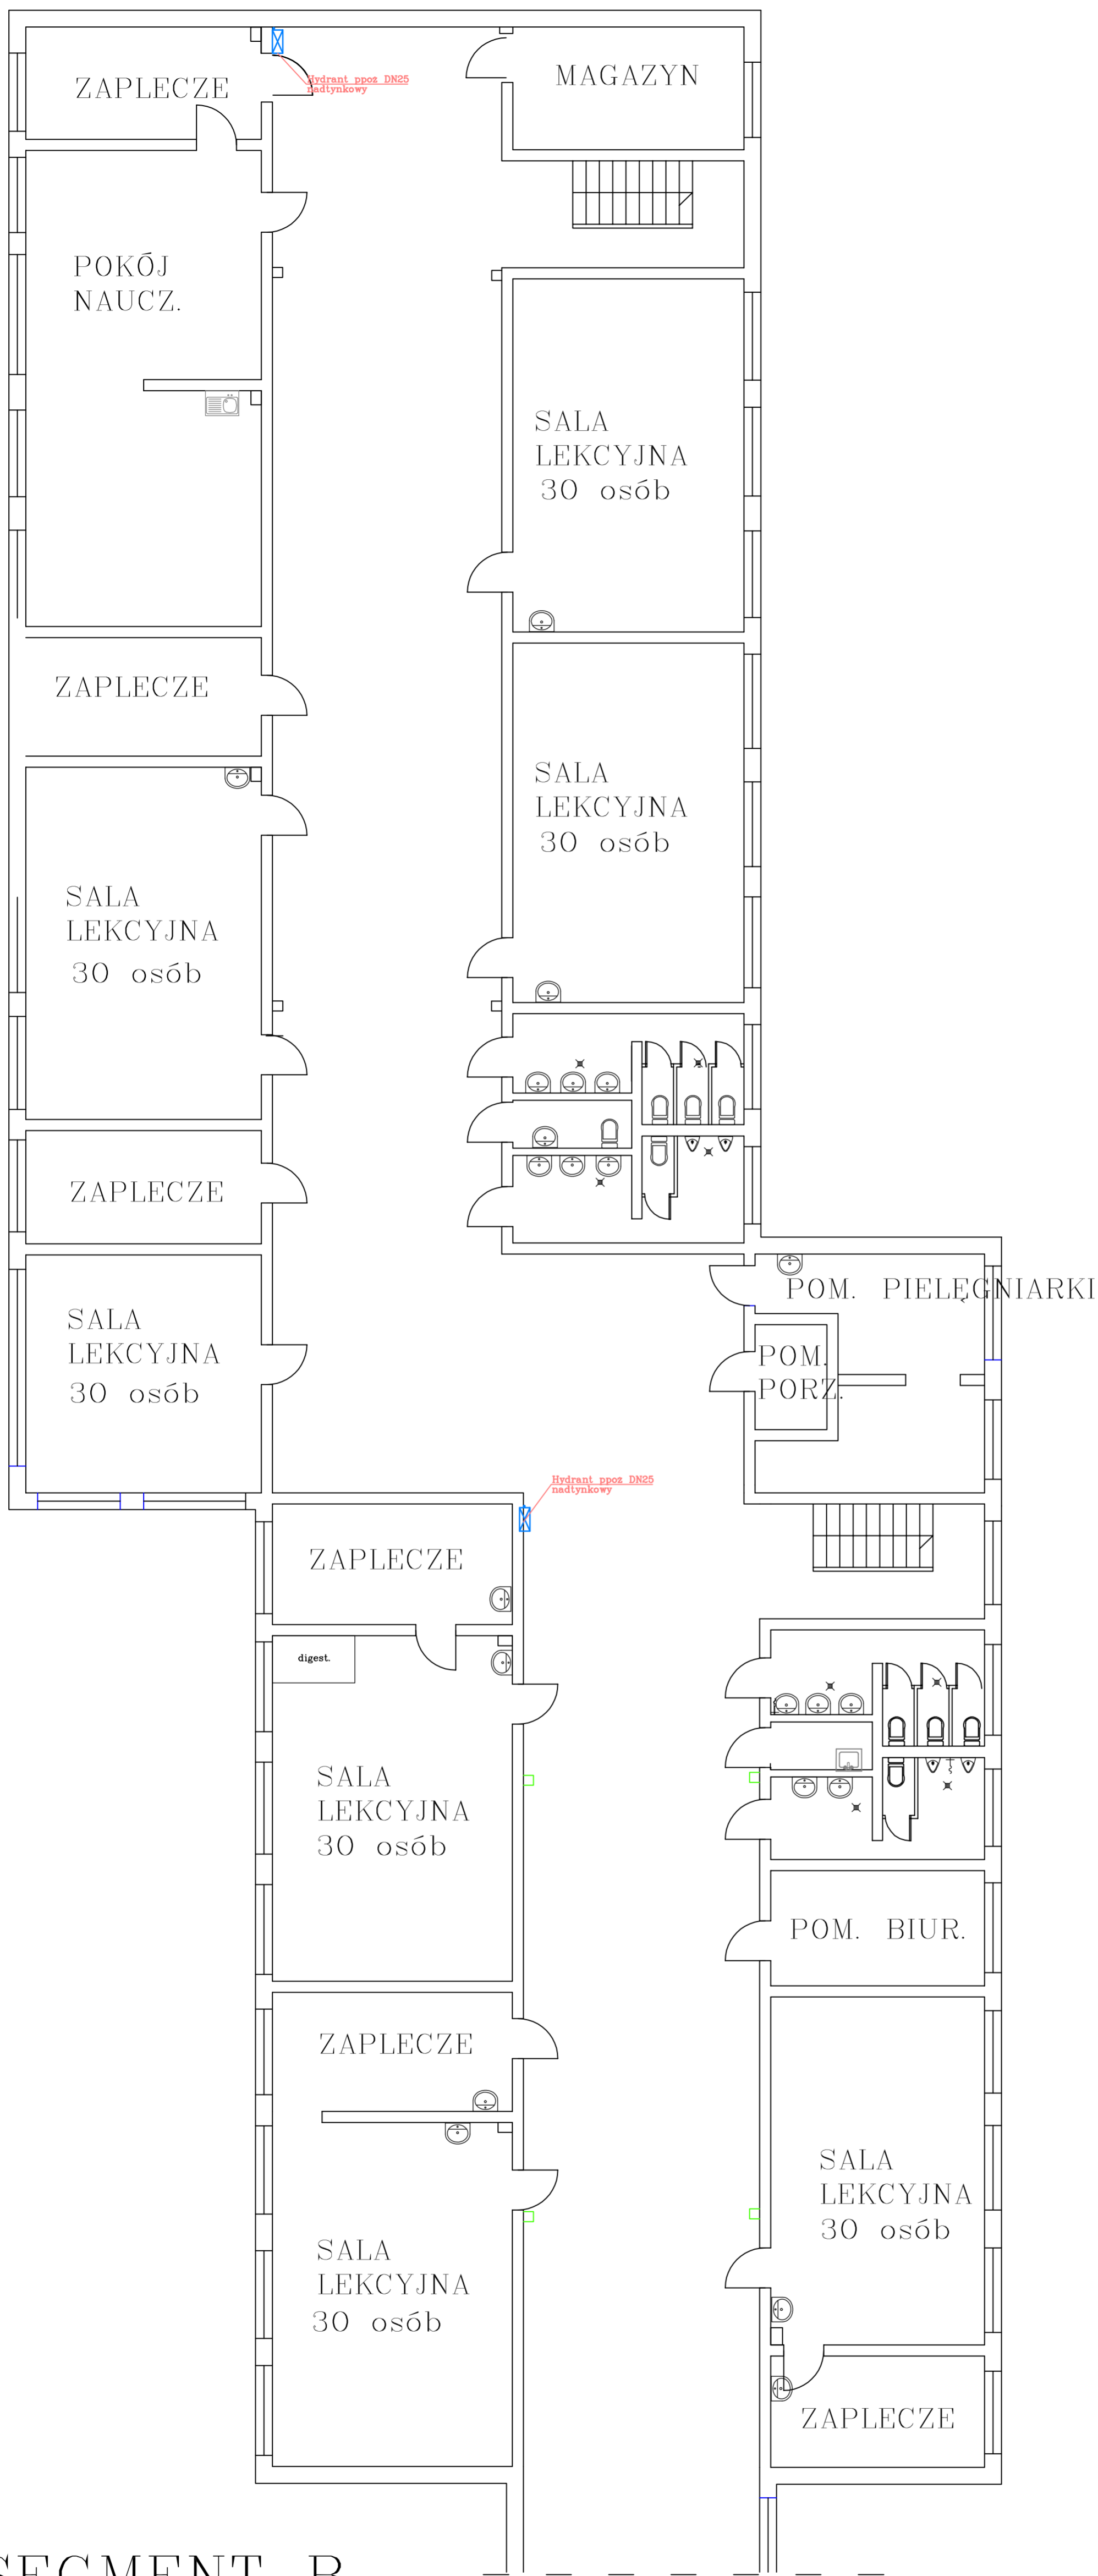 ZAPLECZE
Hydrant ppoz DN25
nadtynkowy
MAGAZYN
POKÓJ
NAUCZ.
SALA
LEKCYJNA
30 osób
ZAPLECZE
SALA
LEKCYJNA
30 osób
SALA
LEKCYJNA
30 osób
ZAPLECZE
POM. PIELĘGNIARKI
SALA
LEKCYJNA
30 osób
POM.
PORZ.
Hydrant ppoz DN25
nadtynkowy
ZAPLECZE
digest.
SALA
LEKCYJNA
30 osób
POM. BIUR.
ZAPLECZE
SALA
LEKCYJNA
30 osób
SALA
LEKCYJNA
30 osób
ZAPLECZE
SEGMENT B